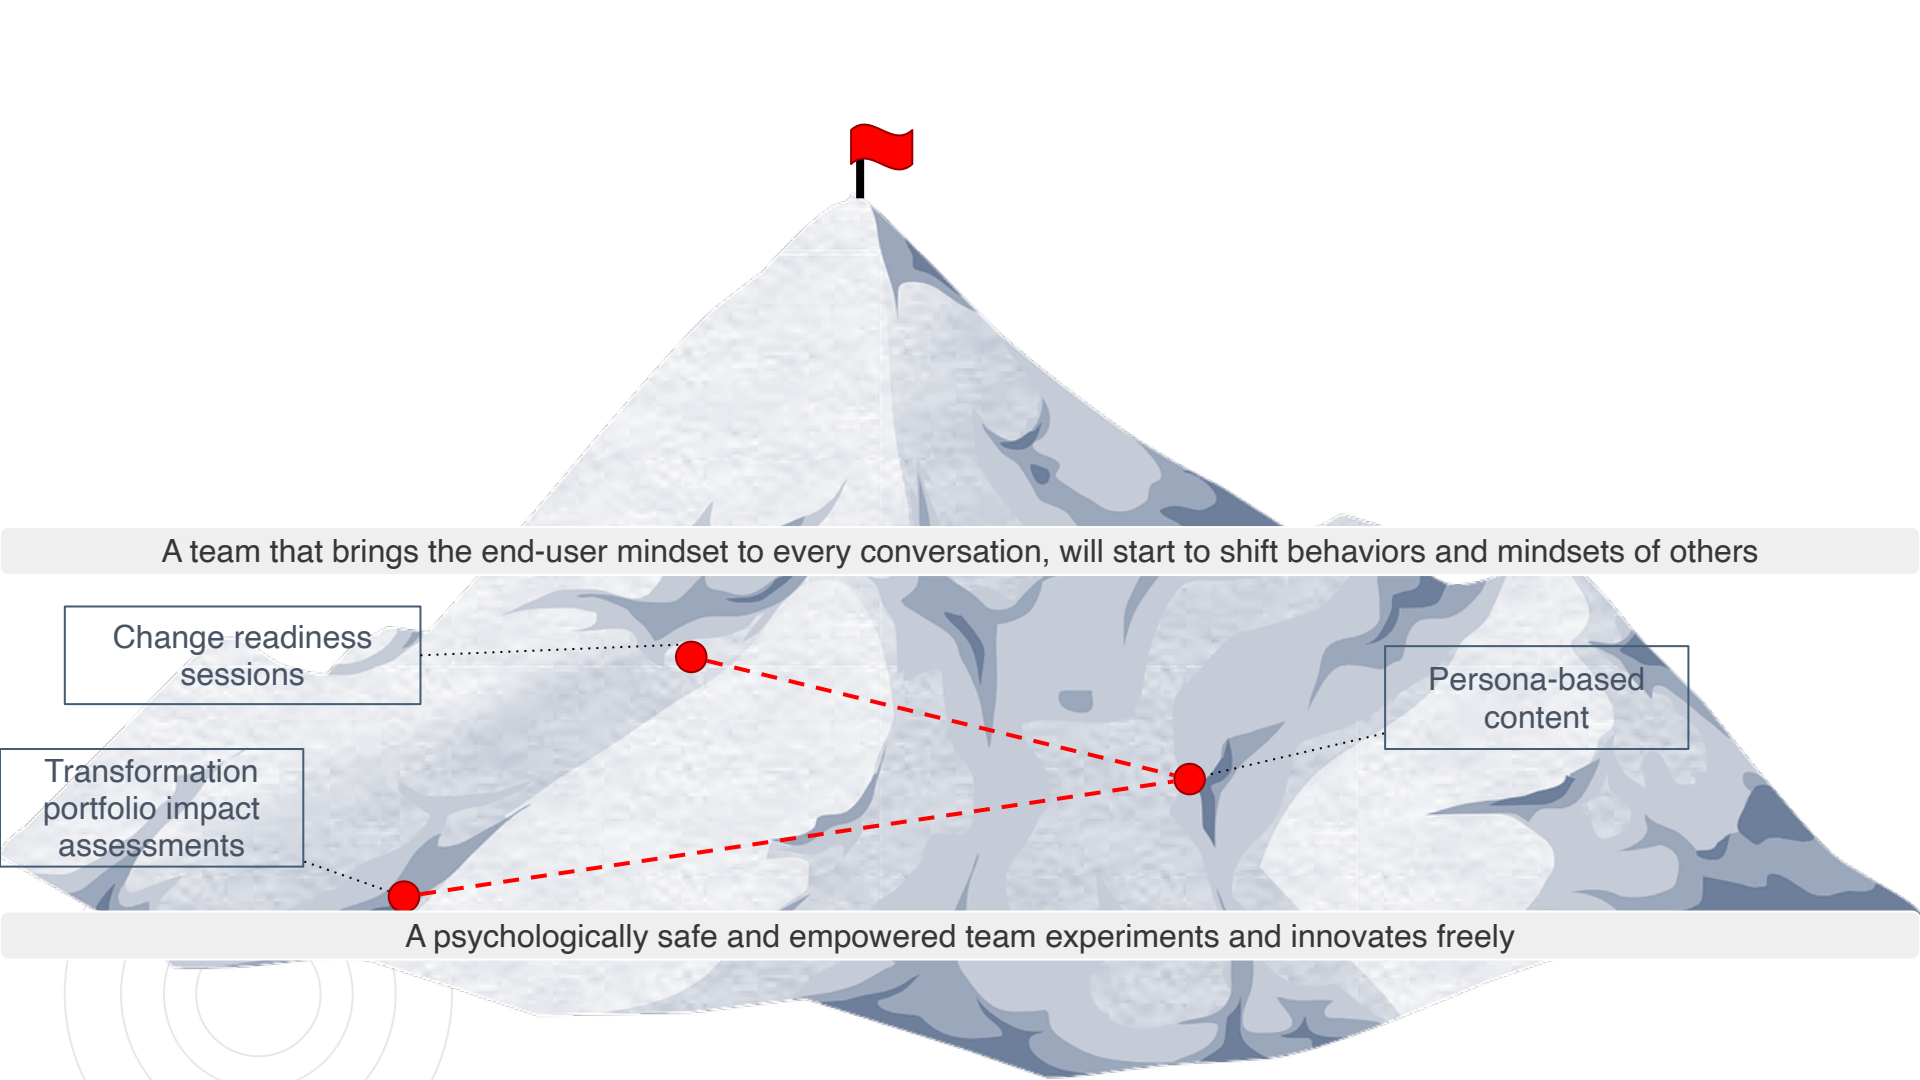 A team that brings the end-user mindset to every conversation, will start to shift behaviors and mindsets of others
Change readiness
sessions
Persona-based
content
Transformation
portfolio impact
assessments
A psychologically safe and empowered team experiments and innovates freely